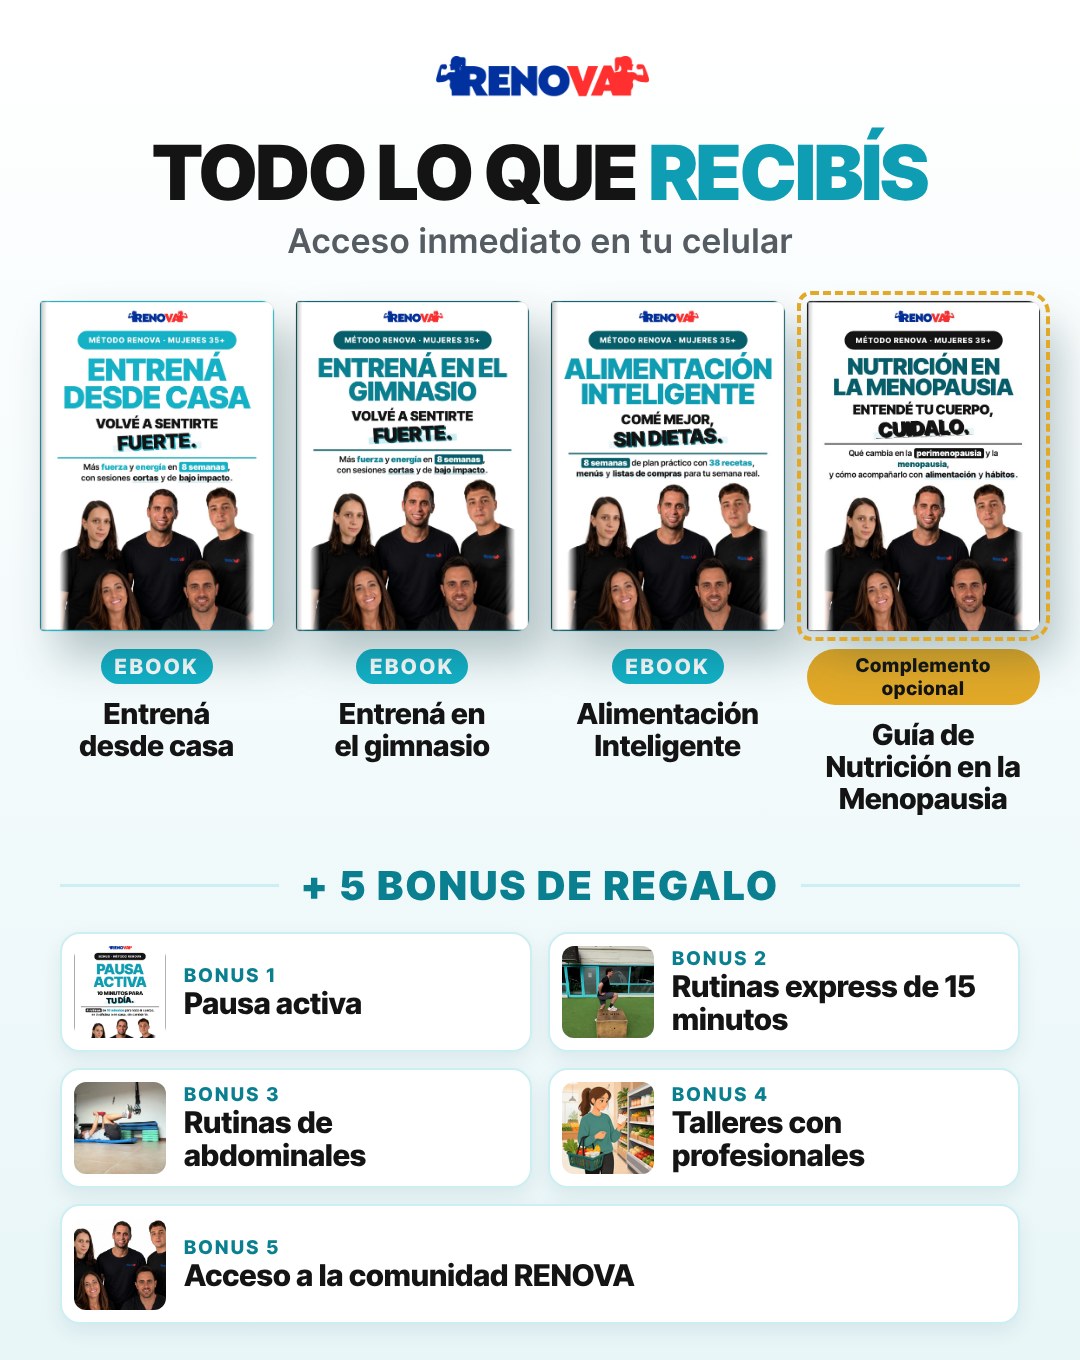 RENOVA
TODO LO QUE RECIBÍS
Acceso inmediato en tu celular
RENOVA
MÉTODO RENOVA · MUJERES 35+
ENTRENÁ
DESDE CASA
VOLVÉ A SENTIRTE
FUERTE.
Más fuerza y energía en 8 semanas,
con sesiones cortas y de bajo impacto.
EBOOK
Entrená
desde casa
RENOVA
MÉTODO RENOVA · MUJERES 35+
ENTRENÁ EN EL
GIMNASIO
VOLVÉ A SENTIRTE
FUERTE.
Más fuerza y energía en 8 semanas,
con sesiones cortas y de bajo impacto.
EBOOK
Entrená en
el gimnasio
RENOVA
MÉTODO RENOVA · MUJERES 35+
ALIMENTACIÓN
INTELIGENTE
COMÉ MEJOR,
SIN DIETAS.
8 semanas de plan práctico con 38 recetas,
menús y listas de compras para tu semana real.
EBOOK
Alimentación
Inteligente
RENOVA
MÉTODO RENOVA · MUJERES 35+
NUTRICIÓN EN
LA MENOPAUSIA
ENTENDÉ TU CUERPO,
CUIDALO.
Qué cambia en la perimenopausia y la
menopausia,
y cómo acompañarlo con alimentación y hábitos.
Complemento
opcional
Guía de
Nutrición en la
Menopausia
+ 5 BONUS DE REGALO
RENOVA
PAUSA
ACTIVA
10 MINUTOS PARA
TU DÍA.
BONUS 1
Pausa activa
BONUS 2
Rutinas express de 15
minutos
BONUS 3
Rutinas de
abdominales
BONUS 4
Talleres con
profesionales
BONUS 5
Acceso a la comunidad RENOVA